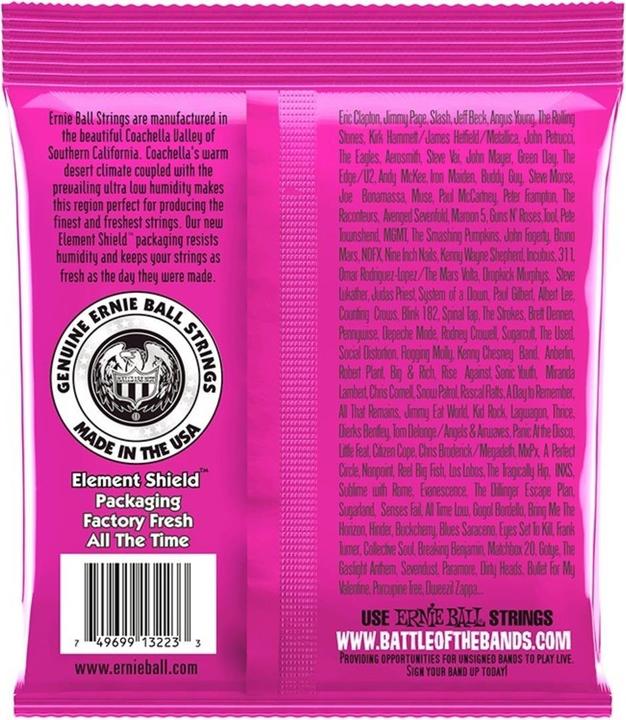 Ernie Ball Strings are manufactured in
the beautiful Coachella Valley of
Southern California. Coachella's warm
desert climate coupled with the
prevailing ultra low humidity makes
this region perfect for producing the
finest and freshest strings. Our new
Element Shield™ packaging resists
humidity and keeps your strings as
fresh as the day they were made.
GENUINE ERNIE BALL STRINGS
MADE IN THE USA
Element Shield™
Packaging
Factory Fresh
All The Time
7 49699 13223 3
www.ernieball.com
Eric Clapton, Jimmy Page, Slash, Jeff Beck, Angus Young, The Rolling
Stones, Kirk Hammett/James Hetfield/Metallica, John Petrucci,
The Eagles, Aerosmith, Steve Vai, John Mayer, Green Day, The
Edge/U2, Andy McKee, Iron Maiden, Buddy Guy, Steve Morse,
Joe Bonamassa, Muse, Paul McCartney, Peter Frampton, The
Raconteurs, Avenged Sevenfold, Maroon 5, Guns N' Roses, Tool, Pete
Townshend, MGMT, The Smashing Pumpkins, John Fogerty, Bruno
Mars, NOFX, Nine Inch Nails, Kenny Wayne Shepherd, Incubus, 311,
Omar Rodriguez-Lopez/The Mars Volta, Dropkick Murphys, Steve
Lukather, Judas Priest, System of a Down, Paul Gilbert, Albert Lee,
Counting Crows, Blink 182, Spinal Tap, The Strokes, Brett Dennen,
Pennywise, Depeche Mode, Rodney Crowell, Sugarcult, The Used,
Social Distortion, Flogging Molly, Kenny Chesney Band, Anberlin,
Robert Plant, Big & Rich, Rise Against, Sonic Youth, Miranda
Lambert, Chris Cornell, Snow Patrol, Rascal Flatts, A Day to Remember,
All That Remains, Jimmy Eat World, Kid Rock, Lagwagon, Thrice,
Dierks Bentley, Tom Delonge/Angels & Airwaves, Panic At the Disco,
Little Feat, Citizen Cope, Chris Broderick/Megadeth, MxPx, A Perfect
Circle, Nonpoint, Reel Big Fish, Los Lobos, The Tragically Hip, INXS,
Sublime with Rome, Evanescence, The Dillinger Escape Plan,
Sugarland, Senses Fail, All Time Low, Gogol Bordello, Bring Me The
Horizon, Hinder, Buckcherry, Blues Saraceno, Eyes Set To Kill, Frank
Turner, Collective Soul, Breaking Benjamin, Matchbox 20, Gotye, The
Gaslight Anthem, Sevendust, Paramore, Dirty Heads, Bullet For My
Valentine, Porcupine Tree, Dweezil Zappa...
USE ERNIE BALL STRINGS
WWW.BATTLEOFTHEBANDS.COM
PROVIDING OPPORTUNITIES FOR UNSIGNED BANDS TO PLAY LIVE.
SIGN YOUR BAND UP TODAY!